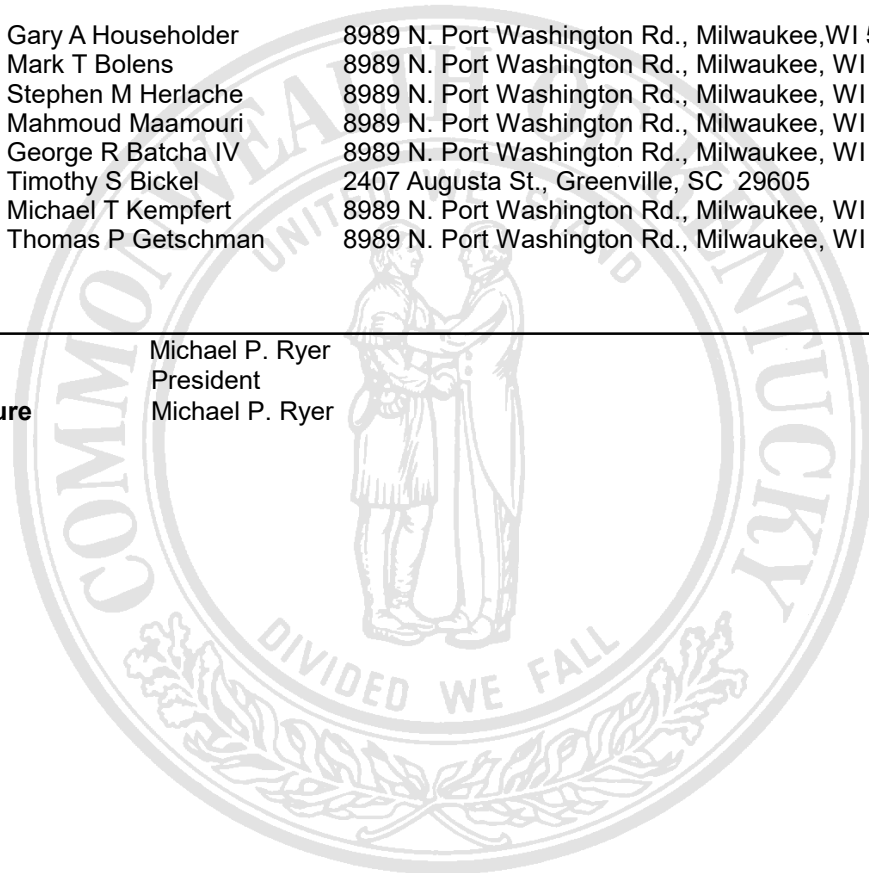 Gary A Householder 8989 N. Port Washington Rd., Milwaukee,WI 5
Mark T Bolens 8989 N. Port Washington Rd., Milwaukee, WI
Stephen M Herlache 8989 N. Port Washington Rd., Milwaukee, WI
Mahmoud Maamouri 8989 N. Port Washington Rd., Milwaukee, WI
George R Batcha IV 8989 N. Port Washington Rd., Milwaukee, WI
Timothy S Bickel 2407 Augusta St., Greenville, SC 29605
Michael T Kempfert 8989 N. Port Washington Rd., Milwaukee, WI
Thomas P Getschman 8989 N. Port Washington Rd., Milwaukee, WI
Michael P. Ryer
President
ure Michael P. Ryer
COMMONWEALTH OF KENTUCKY
UNITED WE STAND
DIVIDED WE FALL